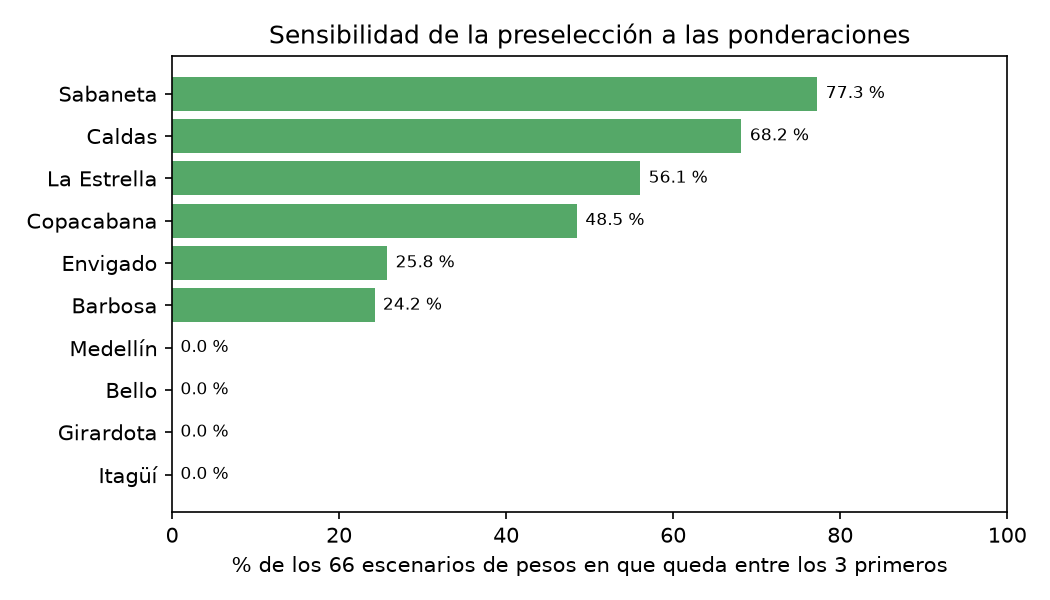 Sensibilidad de la preselección a las ponderaciones
Sabaneta 77.3 %
Caldas 68.2 %
La Estrella 56.1 %
Copacabana 48.5 %
Envigado 25.8 %
Barbosa 24.2 %
Medellín 0.0 %
Bello 0.0 %
Girardota 0.0 %
Itagüí 0.0 %
0 20 40 60 80 100
% de los 66 escenarios de pesos en que queda entre los 3 primeros